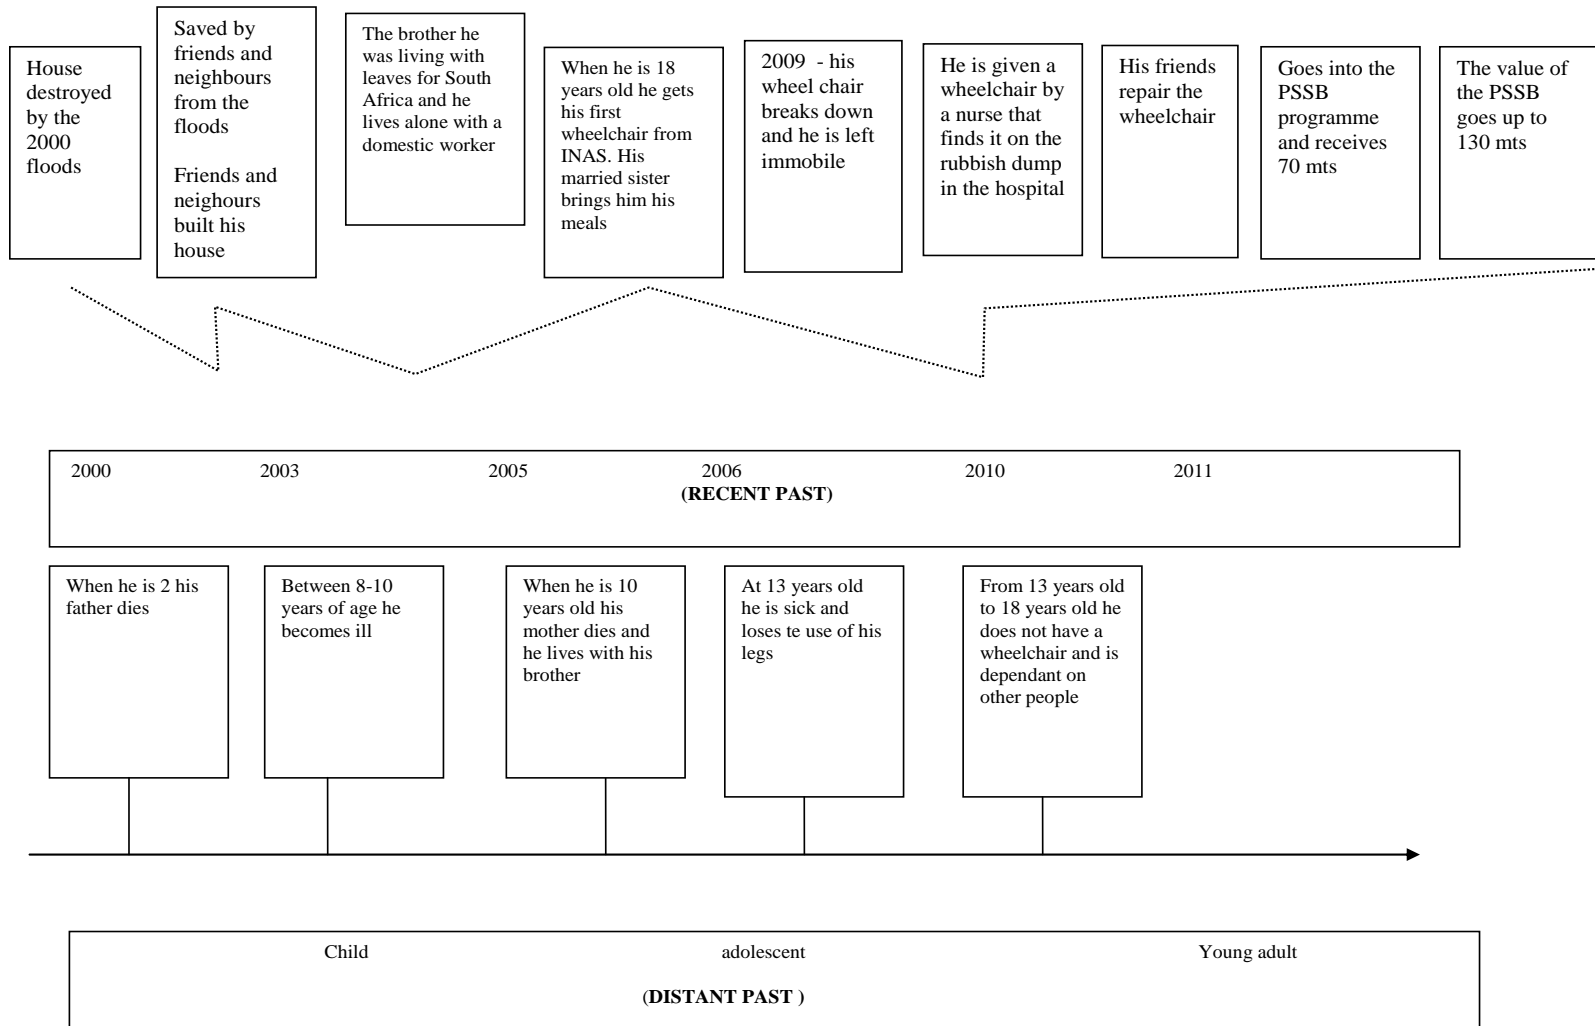 House
destroyed
by the
2000
floods
Saved by
friends and
neighbours
from the
floods
Friends and
neighours
built his
house
The brother he
was living with
leaves for South
Africa and he
lives alone with a
domestic worker
When he is 18
years old he gets
his first
wheelchair from
INAS. His
married sister
brings him his
meals
2009  - his
wheel chair
breaks down
and he is left
immobile
He is given a
wheelchair by
a nurse that
finds it on the
rubbish dump
in the hospital
His friends
repair the
wheelchair
Goes into the
PSSB
programme
and receives
70 mts
The value of
the PSSB
goes up to
130 mts
2000 2003 2005 2006 2010 2011
(RECENT PAST)
When he is 2 his
father dies
Between 8-10
years of age he
becomes ill
When he is 10
years old his
mother dies and
he lives with his
brother
At 13 years old
he is sick and
loses te use of his
legs
From 13 years old
to 18 years old he
does not have a
wheelchair and is
dependant on
other people
Child adolescent Young adult
(DISTANT PAST )